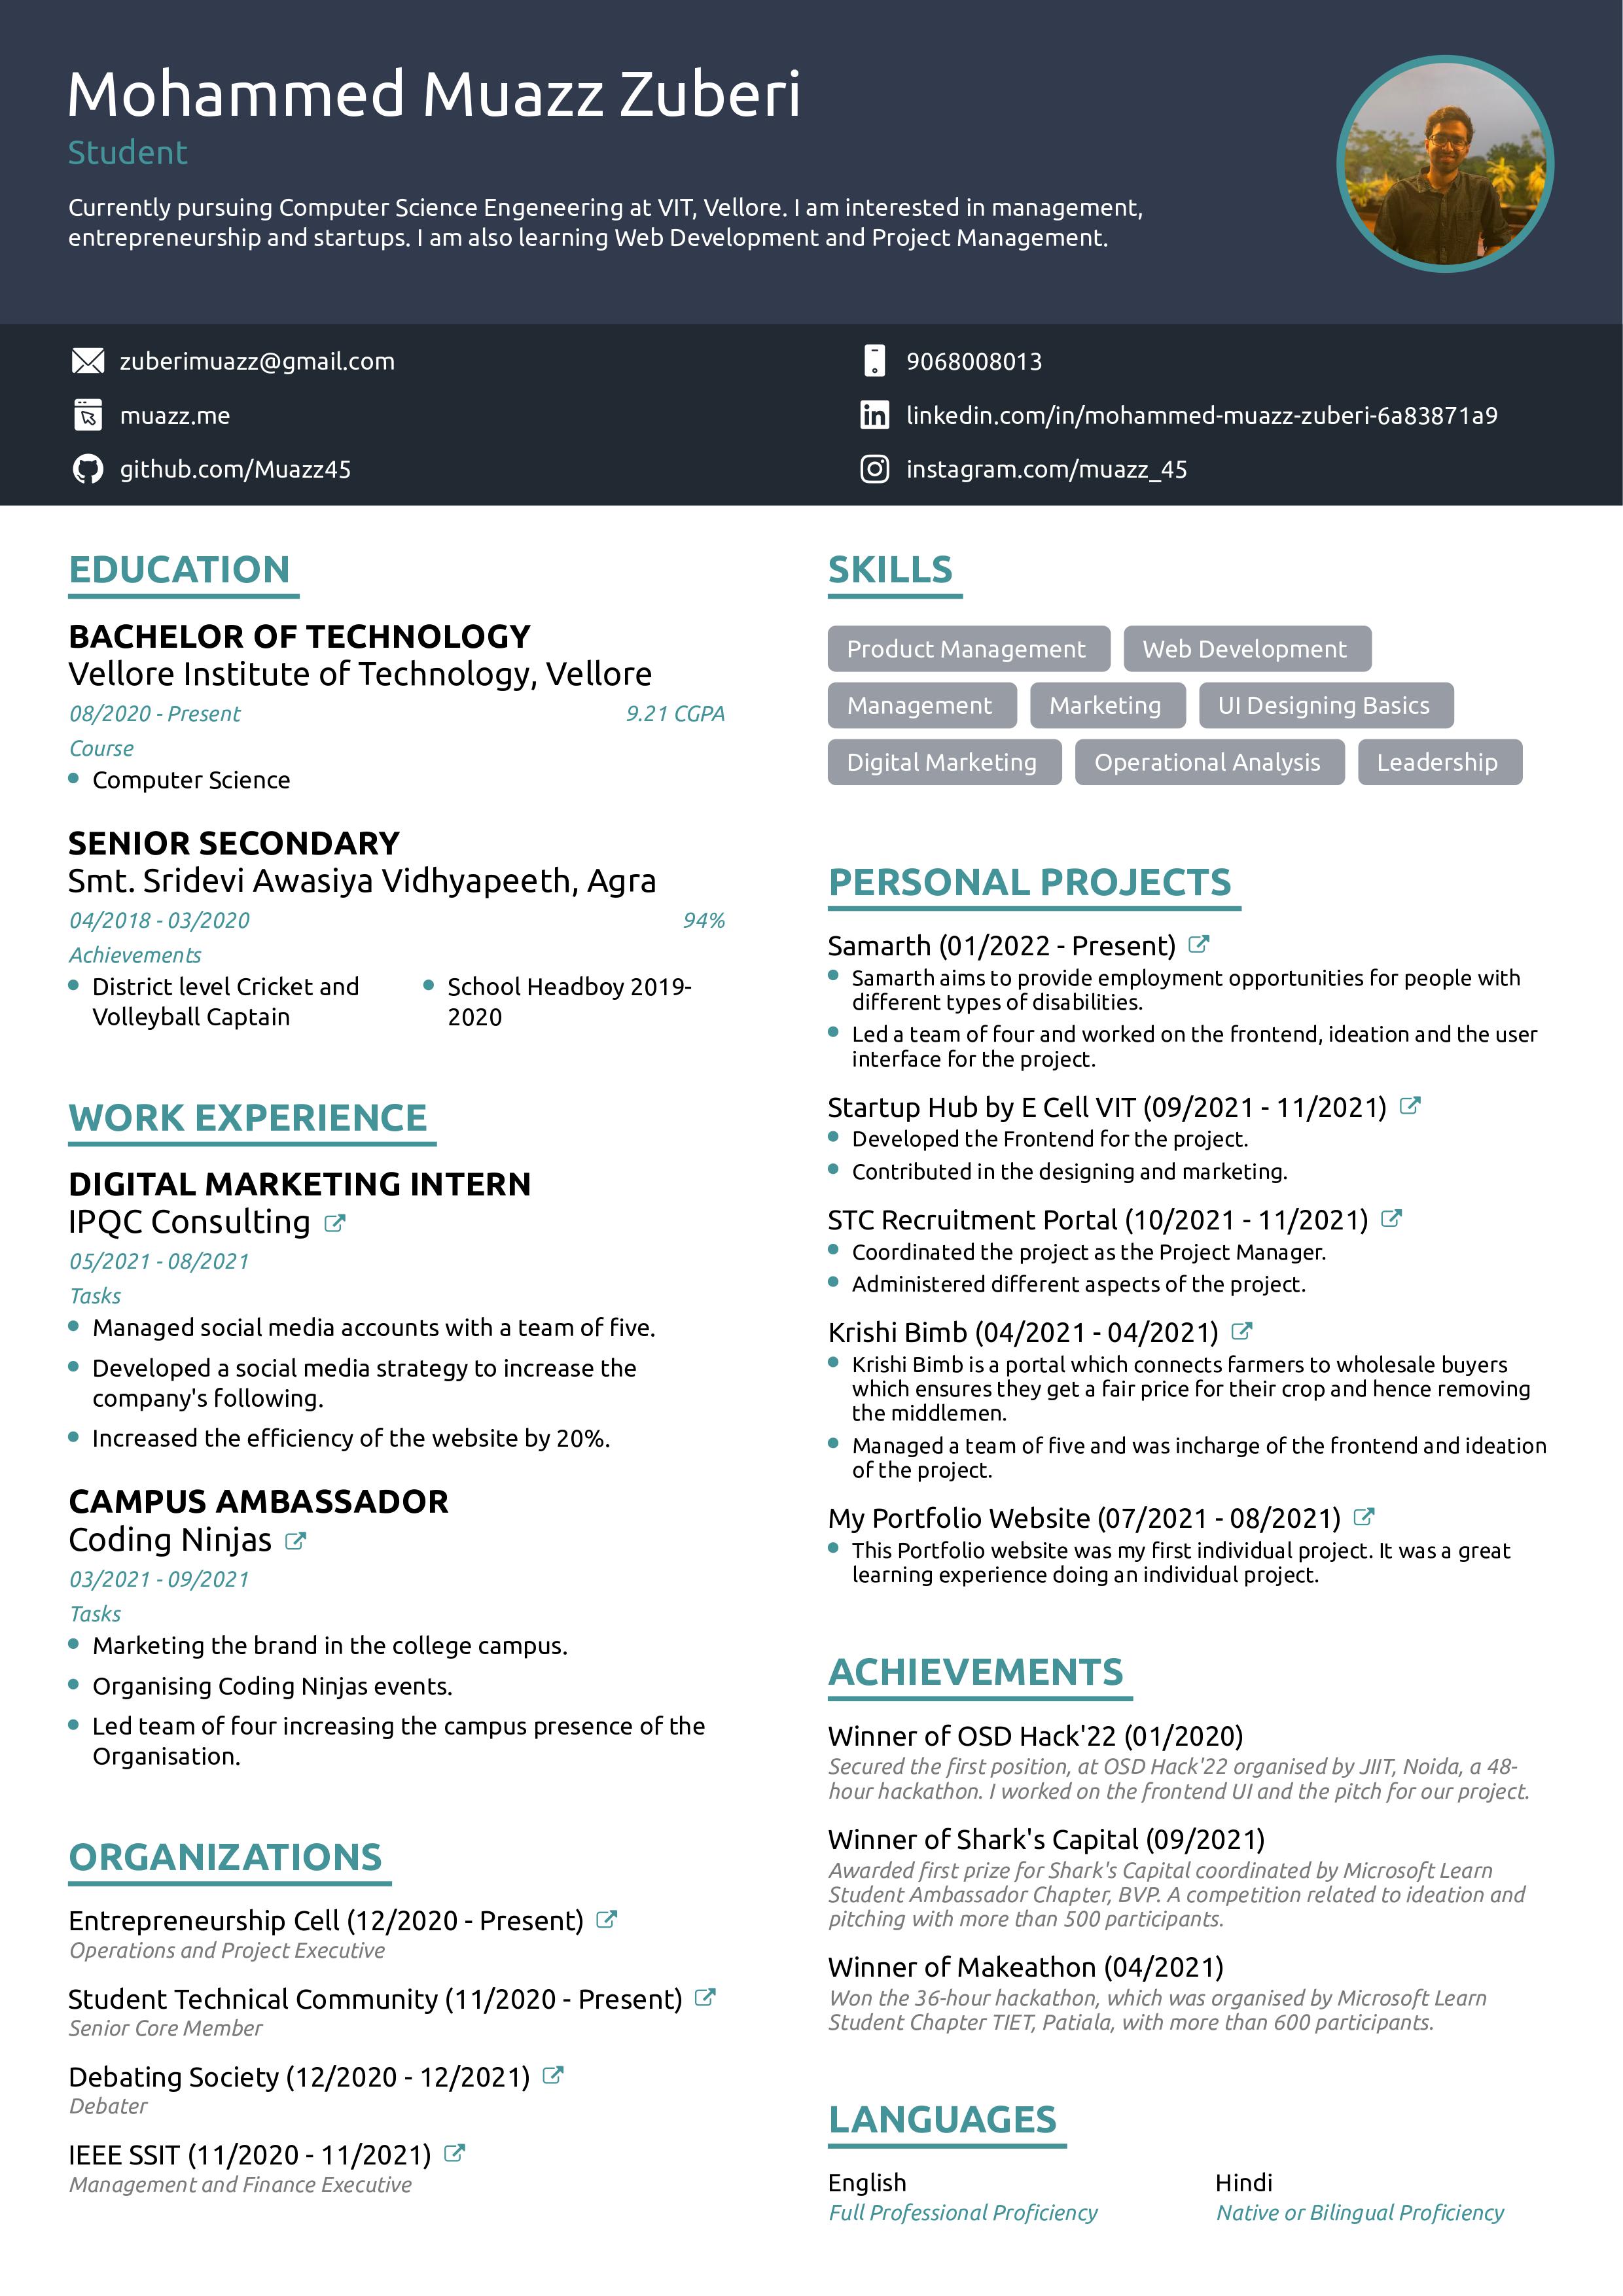 Mohammed Muazz Zuberi
Student
Currently pursuing Computer Science Engeneering at VIT, Vellore. I am interested in management,
entrepreneurship and startups. I am also learning Web Development and Project Management.
zuberimuazz@gmail.com
9068008013
muazz.me
linkedin.com/in/mohammed-muazz-zuberi-6a83871a9
github.com/Muazz45
instagram.com/muazz_45
EDUCATION
BACHELOR OF TECHNOLOGY
Vellore Institute of Technology, Vellore
08/2020 - Present 9.21 CGPA
Course
Computer Science
SENIOR SECONDARY
Smt. Sridevi Awasiya Vidhyapeeth, Agra
04/2018 - 03/2020 94%
Achievements
District level Cricket and
Volleyball Captain
School Headboy 2019-
2020
WORK EXPERIENCE
DIGITAL MARKETING INTERN
IPQC Consulting
05/2021 - 08/2021
Tasks
Managed social media accounts with a team of five.
Developed a social media strategy to increase the
company's following.
Increased the efficiency of the website by 20%.
CAMPUS AMBASSADOR
Coding Ninjas
03/2021 - 09/2021
Tasks
Marketing the brand in the college campus.
Organising Coding Ninjas events.
Led team of four increasing the campus presence of the
Organisation.
ORGANIZATIONS
Entrepreneurship Cell (12/2020 - Present)
Operations and Project Executive
Student Technical Community (11/2020 - Present)
Senior Core Member
Debating Society (12/2020 - 12/2021)
Debater
IEEE SSIT (11/2020 - 11/2021)
Management and Finance Executive
SKILLS
Product Management Web Development
Management Marketing UI Designing Basics
Digital Marketing Operational Analysis Leadership
PERSONAL PROJECTS
Samarth (01/2022 - Present)
Samarth aims to provide employment opportunities for people with
different types of disabilities.
Led a team of four and worked on the frontend, ideation and the user
interface for the project.
Startup Hub by E Cell VIT (09/2021 - 11/2021)
Developed the Frontend for the project.
Contributed in the designing and marketing.
STC Recruitment Portal (10/2021 - 11/2021)
Coordinated the project as the Project Manager.
Administered different aspects of the project.
Krishi Bimb (04/2021 - 04/2021)
Krishi Bimb is a portal which connects farmers to wholesale buyers
which ensures they get a fair price for their crop and hence removing
the middlemen.
Managed a team of five and was incharge of the frontend and ideation
of the project.
My Portfolio Website (07/2021 - 08/2021)
This Portfolio website was my first individual project. It was a great
learning experience doing an individual project.
ACHIEVEMENTS
Winner of OSD Hack'22 (01/2020)
Secured the first position, at OSD Hack'22 organised by JIIT, Noida, a 48-
hour hackathon. I worked on the frontend UI and the pitch for our project.
Winner of Shark's Capital (09/2021)
Awarded first prize for Shark's Capital coordinated by Microsoft Learn
Student Ambassador Chapter, BVP. A competition related to ideation and
pitching with more than 500 participants.
Winner of Makeathon (04/2021)
Won the 36-hour hackathon, which was organised by Microsoft Learn
Student Chapter TIET, Patiala, with more than 600 participants.
LANGUAGES
English
Full Professional Proficiency
Hindi
Native or Bilingual Proficiency